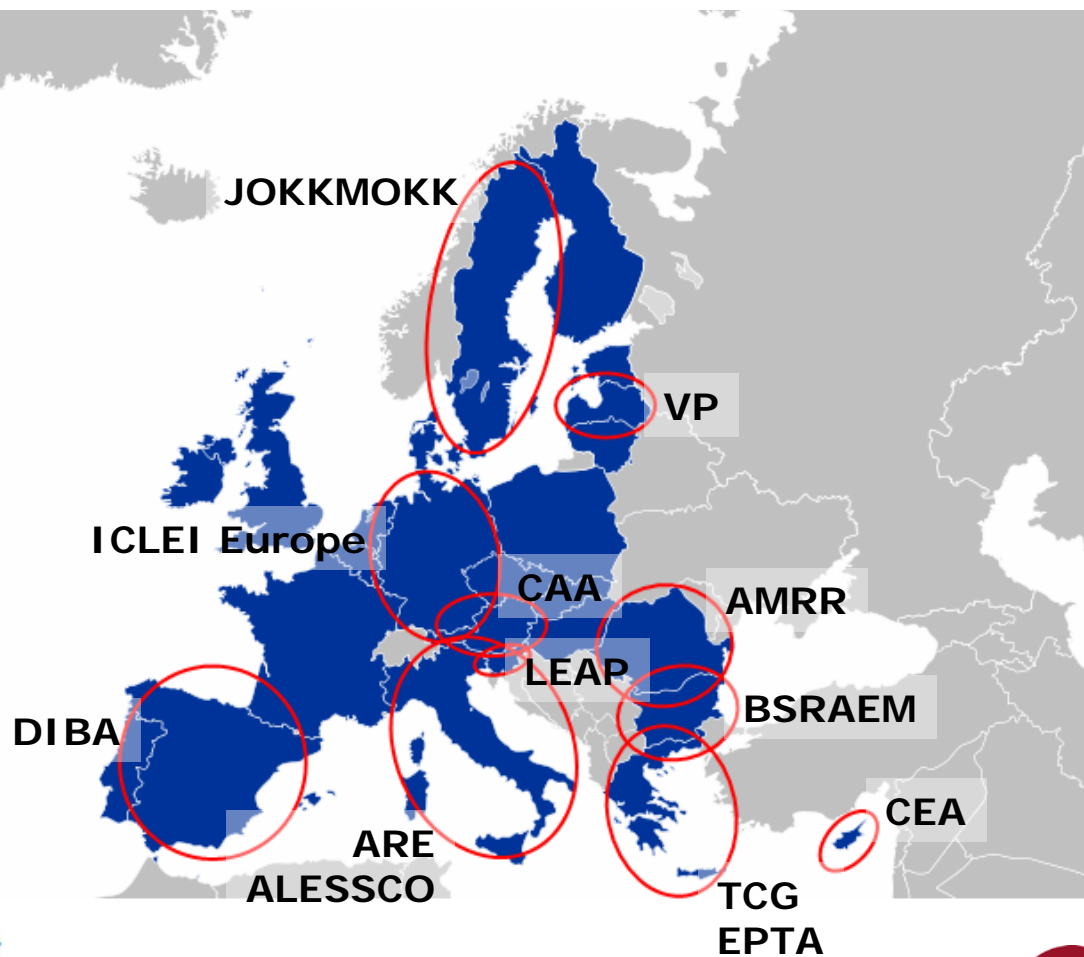 JOKKMOKK
VP
ICLEI Europe
CAA
AMRR
LEAP
BSRAEM
DIBA
CEA
ARE
ALESSCO
TCG
EPTA